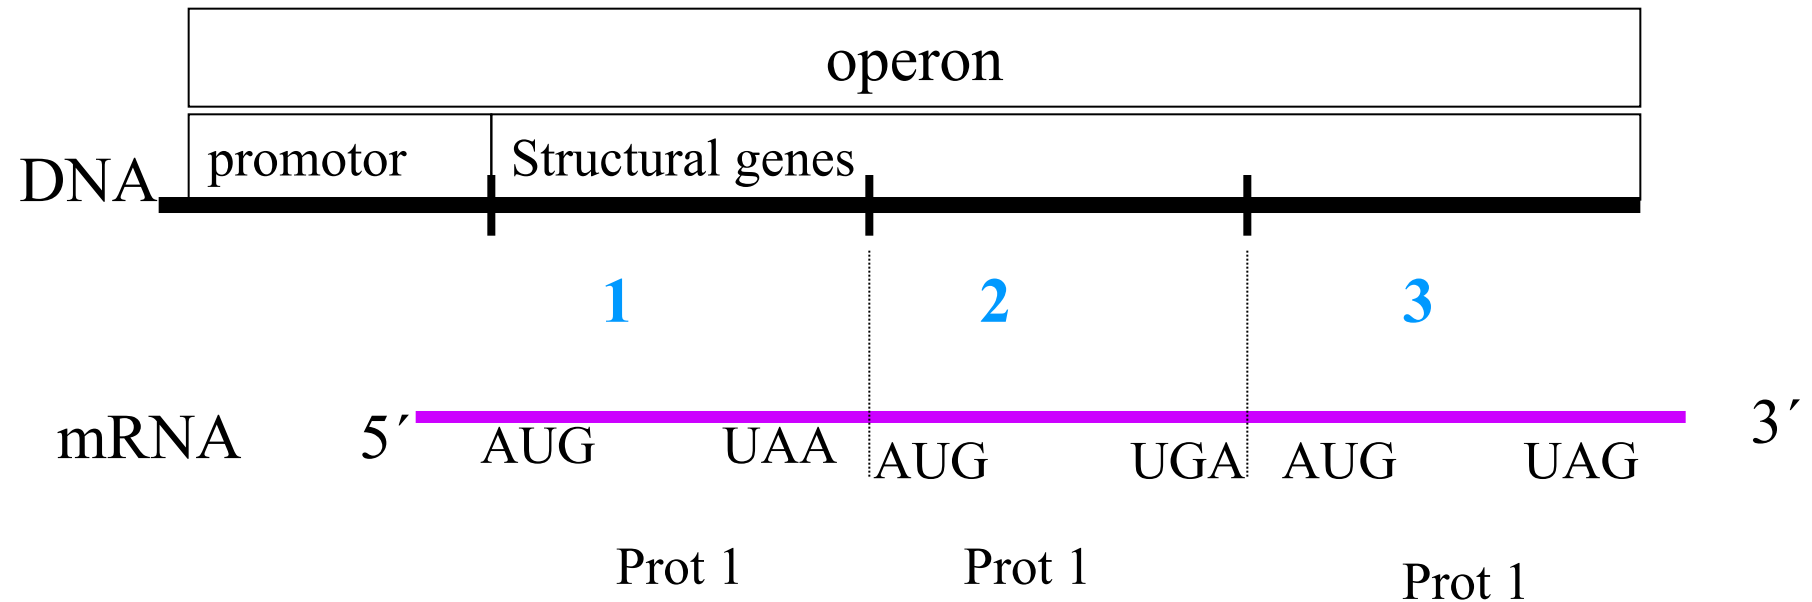 operon
promotor Structural genes
DNA
1 2 3
mRNA 5´ 3´
AUG UAA AUG UGA AUG UAG
Prot 1 Prot 1 Prot 1